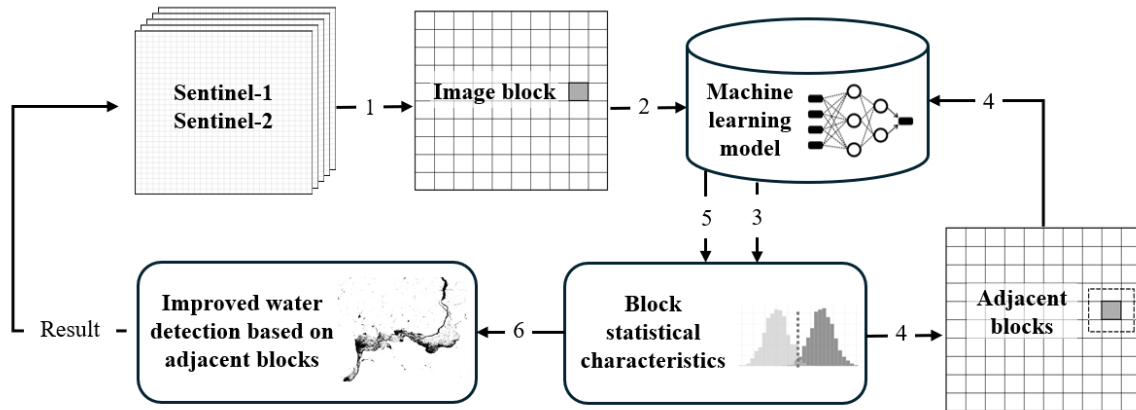 Sentinel-1
Sentinel-2
1
Image block
2
Machine
learning
model
4
5
3
Result
Improved water
detection based on
adjacent blocks
6
Block
statistical
characteristics
4
Adjacent
blocks